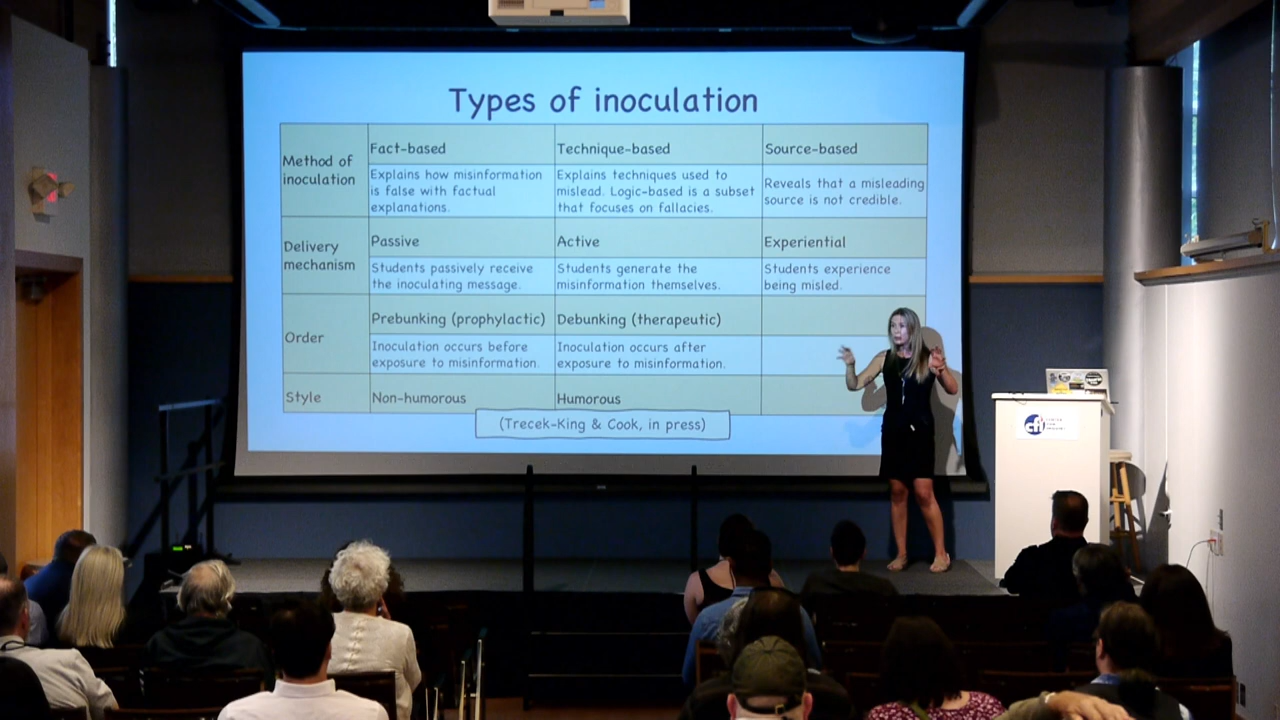 Types of inoculation
Method of
inoculation
Fact-based
Technique-based
Source-based
Explains how misinformation
is false with factual
explanations.
Explains techniques used to
mislead. Logic-based is a subset
that focuses on fallacies.
Reveals that a misleading
source is not credible.
Delivery
mechanism
Passive
Active
Experiential
Students passively receive
the inoculating message.
Students generate the
misinformation themselves.
Students experience
being misled.
Order
Prebunking (prophylactic)
Debunking (therapeutic)
Inoculation occurs before
exposure to misinformation.
Inoculation occurs after
exposure to misinformation.
Style
Non-humorous
Humorous
(Trecek-King & Cook, in press)
cfi